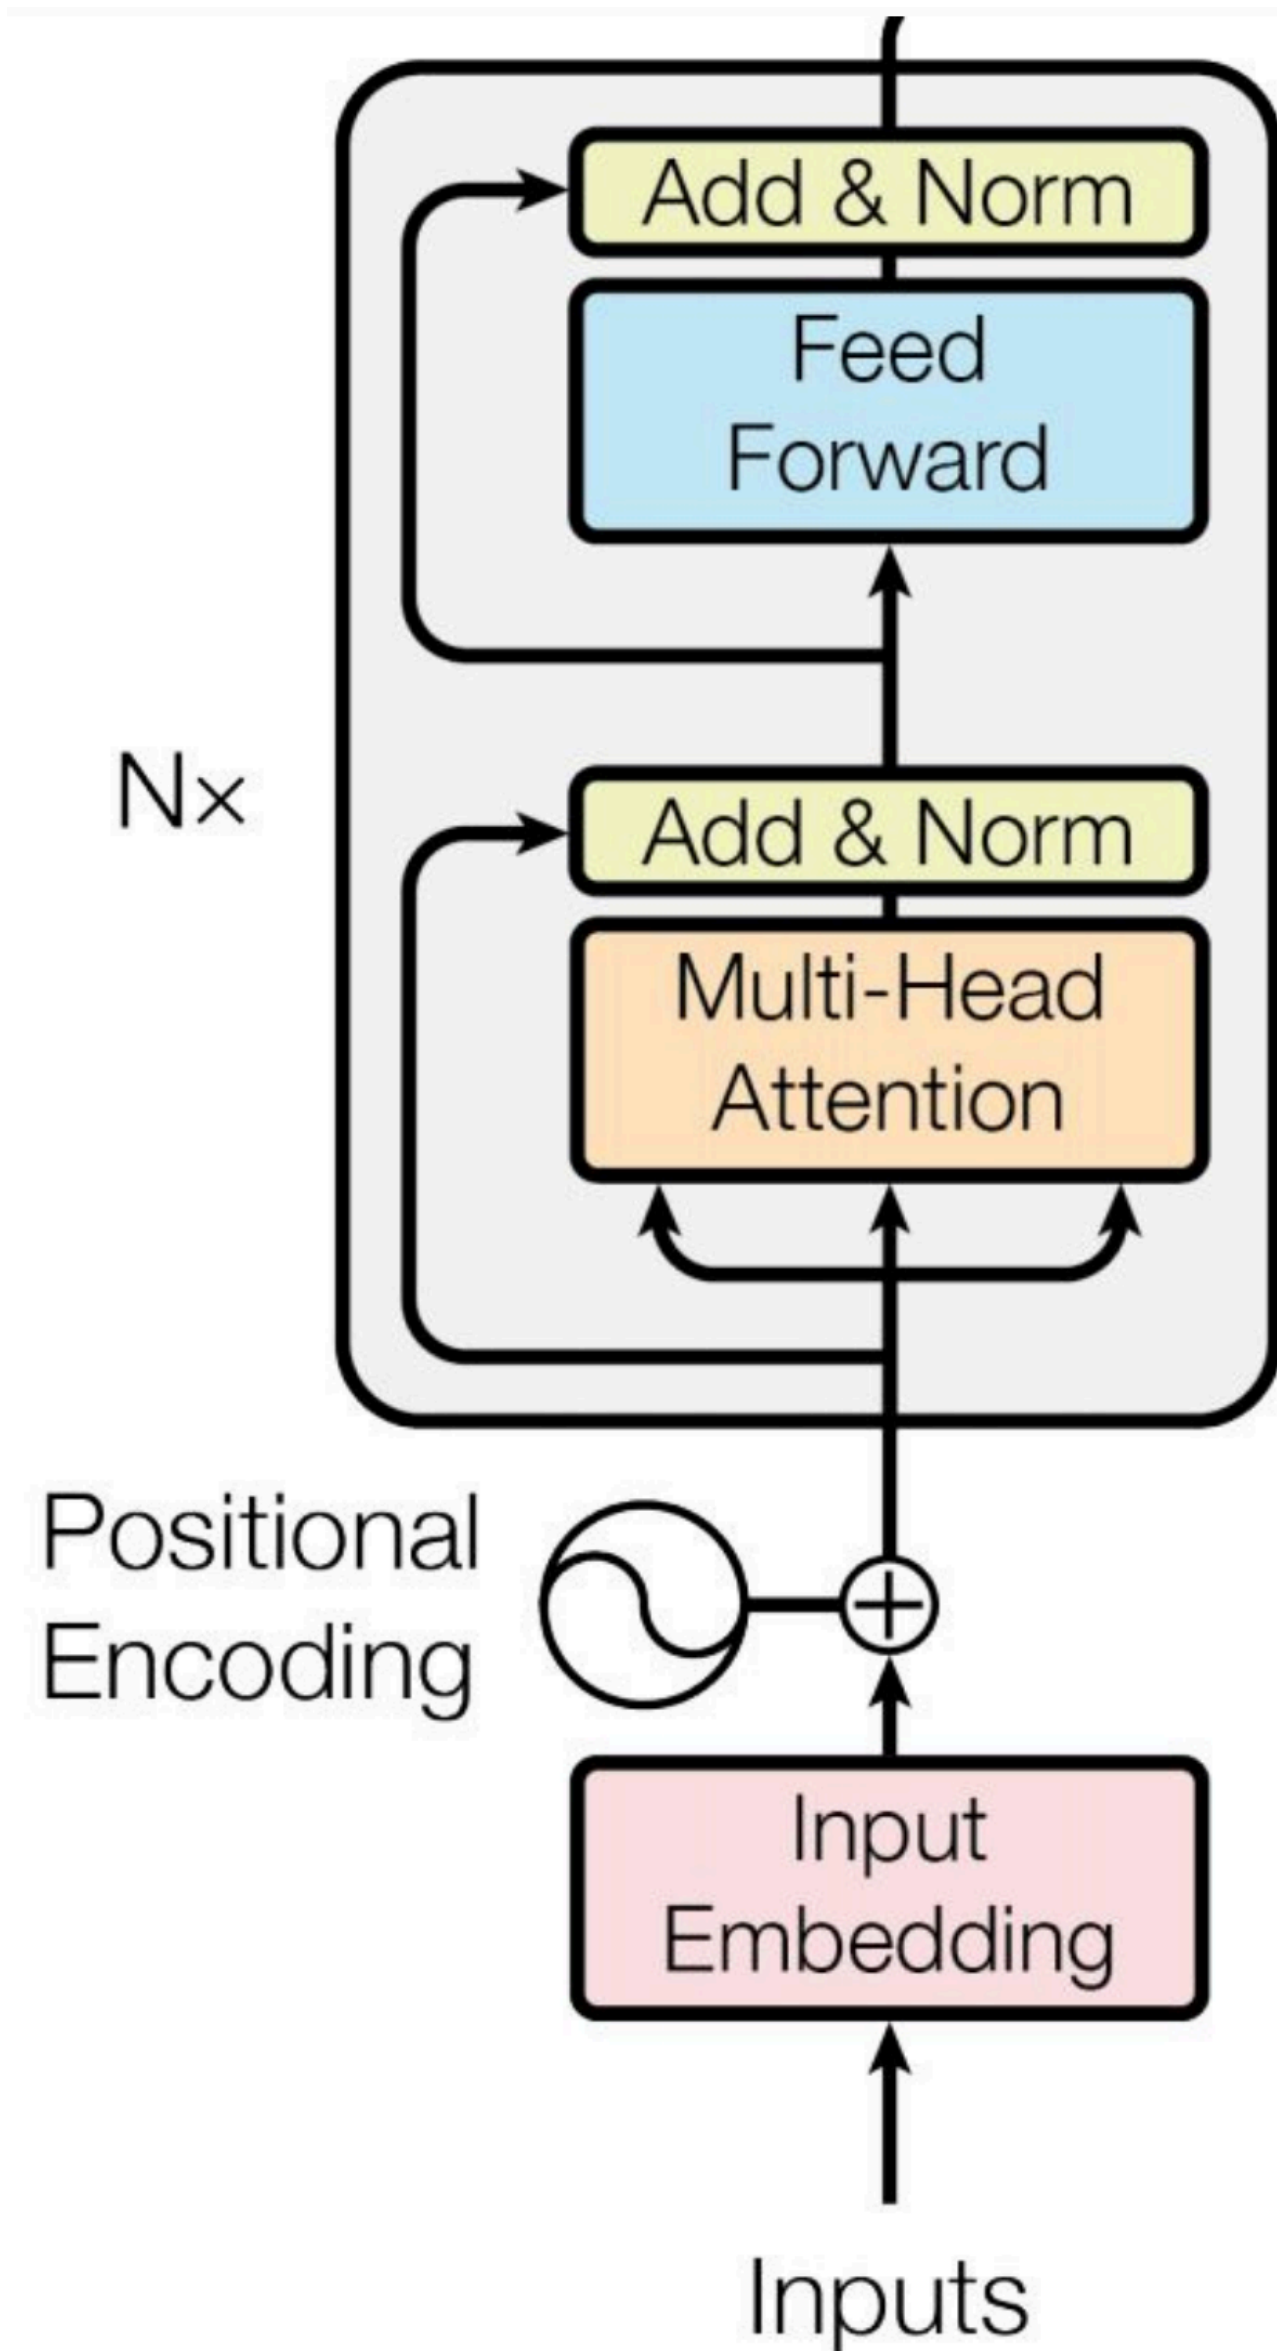 Add & Norm
Feed
Forward
Nx
Add & Norm
Multi-Head
Attention
Positional
Encoding
Input
Embedding
Inputs